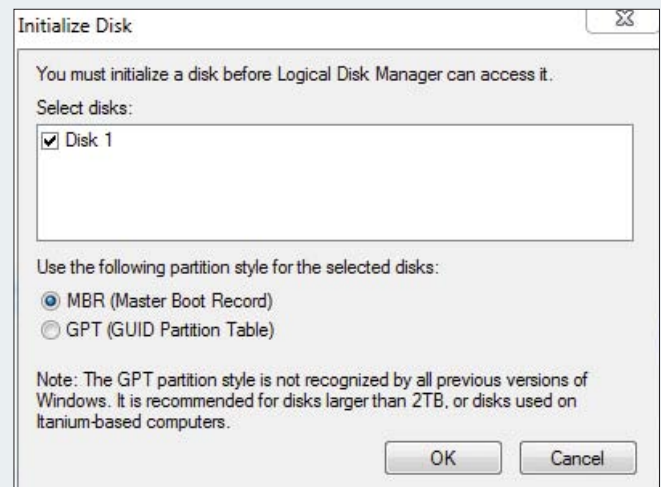 Initialize Disk
You must initialize a disk before Logical Disk Manager can access it.
Select disks:
Disk 1
Use the following partition style for the selected disks:
MBR (Master Boot Record)
GPT (GUID Partition Table)
Note: The GPT partition style is not recognized by all previous versions of
Windows. It is recommended for disks larger than 2TB, or disks used on
Itanium-based computers.
OK Cancel